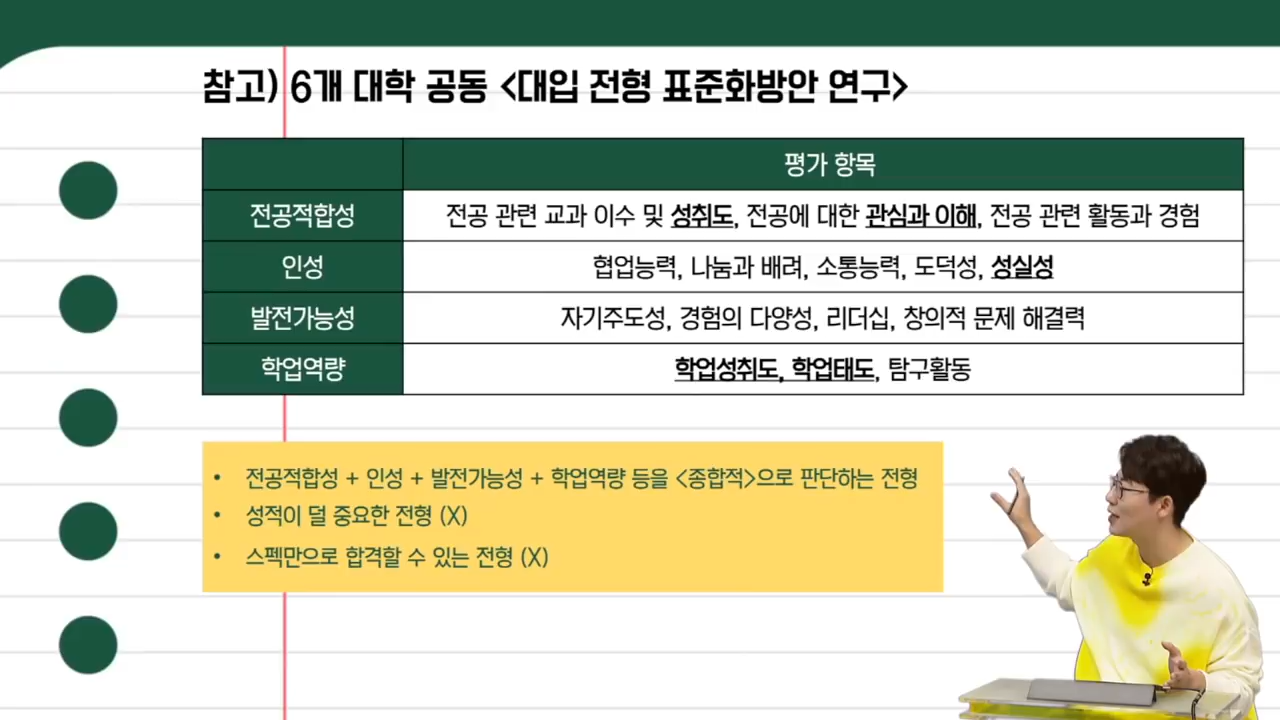 참고) 6개 대학 공동 <대입 전형 표준화방안 연구>
평가 항목
전공적합성 전공 관련 교과 이수 및 성취도, 전공에 대한 관심과 이해, 전공 관련 활동과 경험
인성 협업능력, 나눔과 배려, 소통능력, 도덕성, 성실성
발전가능성 자기주도성, 경험의 다양성, 리더십, 창의적 문제 해결력
학업역량 학업성취도, 학업태도, 탐구활동
• 전공적합성 + 인성 + 발전가능성 + 학업역량 등을 <종합적>으로 판단하는 전형
• 성적이 덜 중요한 전형 (X)
• 스펙만으로 합격할 수 있는 전형 (X)